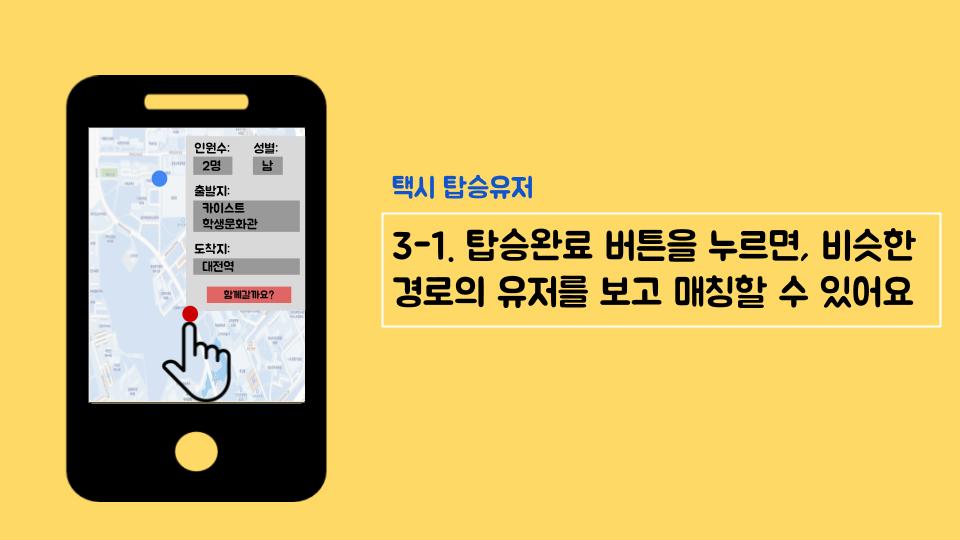 인원수: 성별:
2명 남
출발지:
카이스트
학생문화관
도착지:
대전역
함께갈까요?
택시 탑승유저
3-1. 탑승완료 버튼을 누르면, 비슷한
경로의 유저를 보고 매칭할 수 있어요